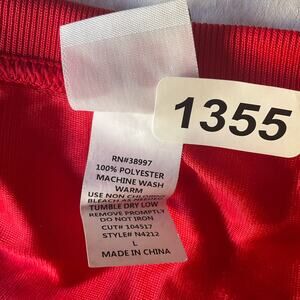 1355
RN#38997
100% POLYESTER
MACHINE WASH
WARM
USE NON CHLORINE
BLEACH AS NEEDED
TUMBLE DRY LOW
REMOVE PROMPTLY
DO NOT IRON
CUT# 104517
STYLE# N4212
L
MADE IN CHINA